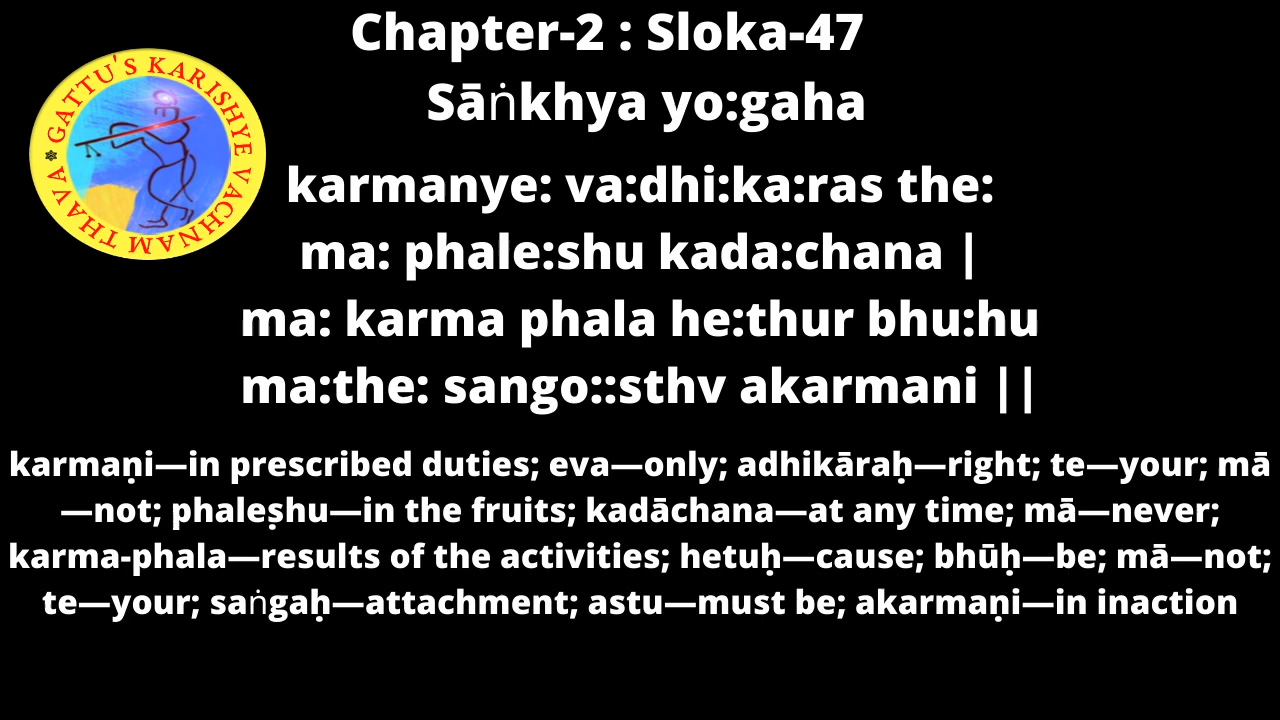 Chapter-2 : Sloka-47
Sāṅkhya yo:gaha
GATTU'S KARISHYE VACHNAM THAVA
karmanye: va:dhi:ka:ras the:
ma: phale:shu kada:chana |
ma: karma phala he:thur bhu:hu
ma:the: sango::sthv akarmani ||
karmaṇi—in prescribed duties; eva—only; adhikāraḥ—right; te—your; mā
—not; phaleṣhu—in the fruits; kadāchana—at any time; mā—never;
karma-phala—results of the activities; hetuḥ—cause; bhūḥ—be; mā—not;
te—your; saṅgaḥ—attachment; astu—must be; akarmaṇi—in inaction